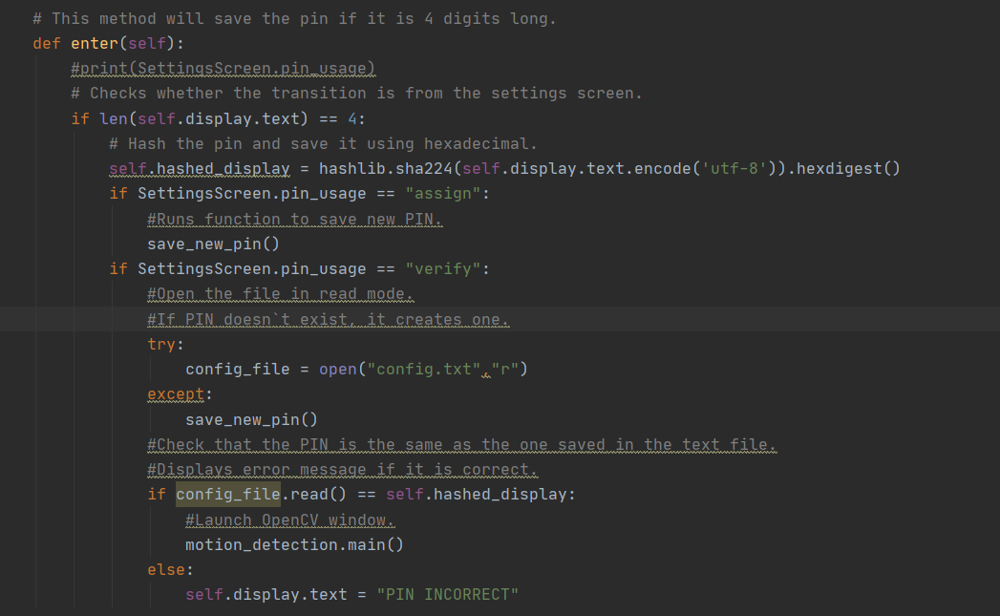 # This method will save the pin if it is 4 digits long.
def enter(self):
    #print(SettingsScreen.pin_usage)
    # Checks whether the transition is from the settings screen.
    if len(self.display.text) == 4:
        # Hash the pin and save it using hexadecimal.
        self.hashed_display = hashlib.sha224(self.display.text.encode('utf-8')).hexdigest()
        if SettingsScreen.pin_usage == "assign":
            #Runs function to save new PIN.
            save_new_pin()
        if SettingsScreen.pin_usage == "verify":
            #Open the file in read mode.
            #If PIN doesn`t exist, it creates one.
            try:
                config_file = open("config.txt","r")
            except:
                save_new_pin()
            #Check that the PIN is the same as the one saved in the text file.
            #Displays error message if it is correct.
            if config_file.read() == self.hashed_display:
                #Launch OpenCV window.
                motion_detection.main()
            else:
                self.display.text = "PIN INCORRECT"